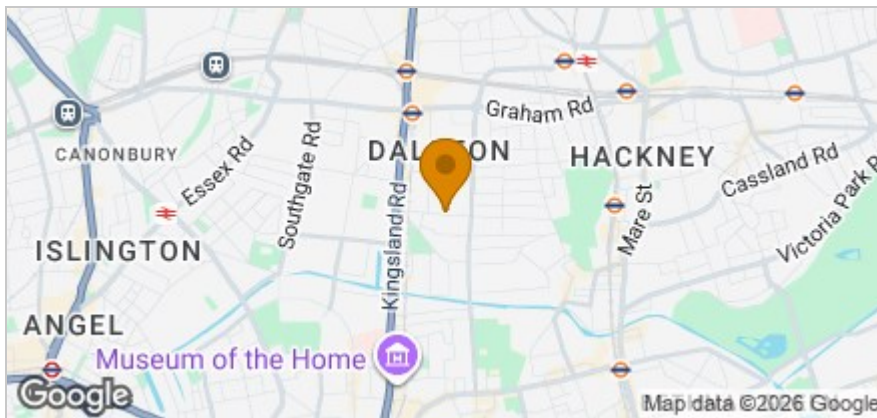 Graham Rd
DAL TON
HACKNEY
CANONBURY
Essex Rd
Southgate Rd
Cassland Rd
Kingsland Rd
Mare St
Victoria Park R
ISLINGTON
ANGEL
Museum of the Home
Google
Map data ©2026 Google